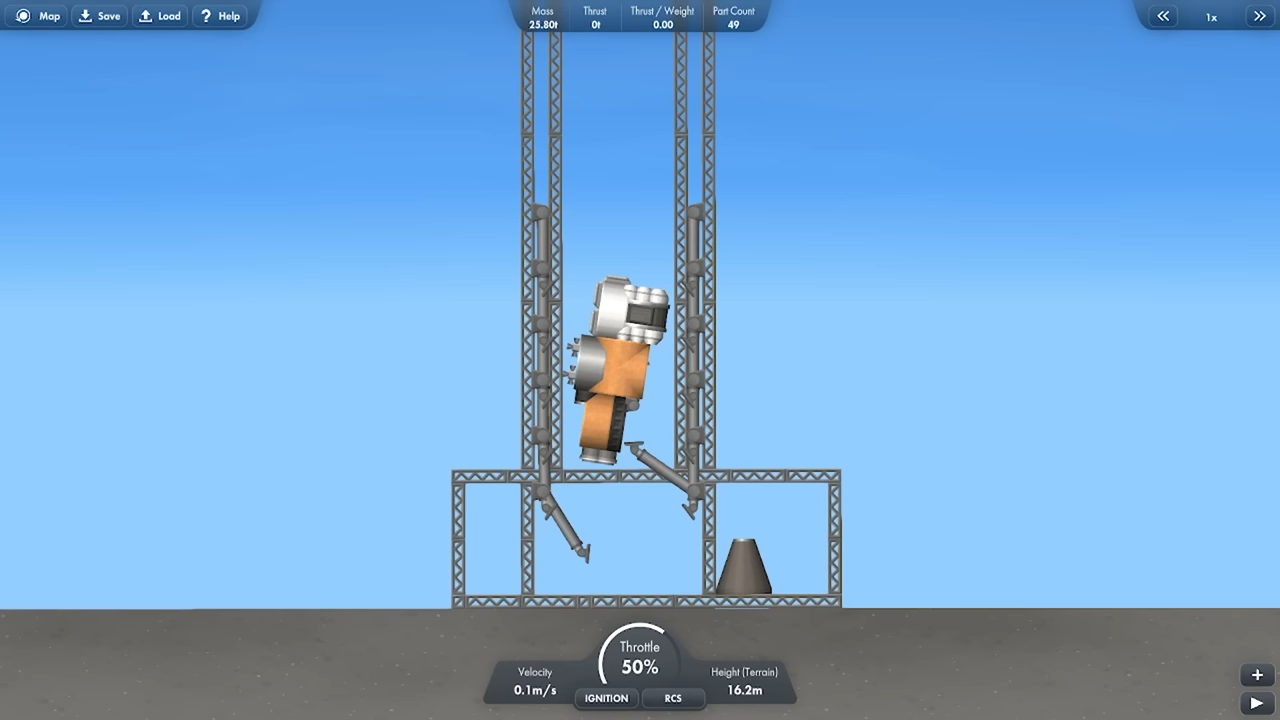 Map
Save
Load
Help
Mass
25.80t
Thrust
0t
Thrust / Weight
0.00
Part Count
49
1x
Throttle
50%
Velocity
0.1m/s
Height (Terrain)
16.2m
IGNITION
RCS